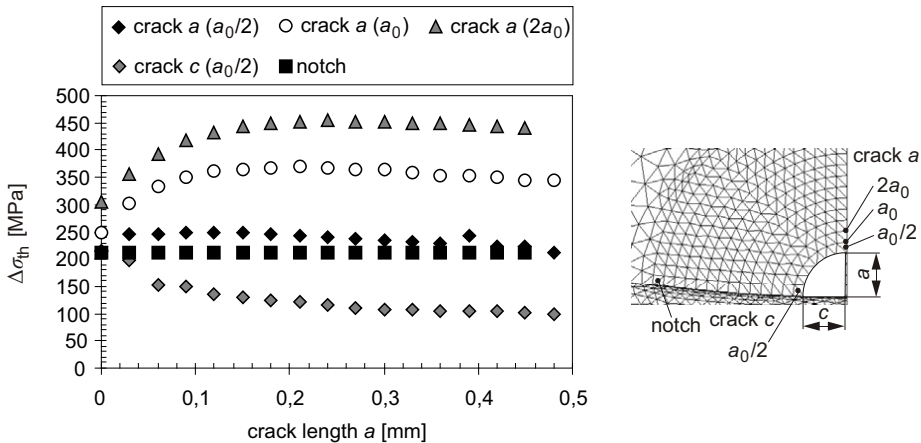 crack a (a0/2) crack a (a0) crack a (2a0)
crack c (a0/2) notch
500
450
400
350
300
250
200
150
100
50
0
Δσth [MPa]
0 0,1 0,2 0,3 0,4 0,5
crack length a [mm]
crack a
2a0
a0
a0/2
a
c
notch
crack c
a0/2